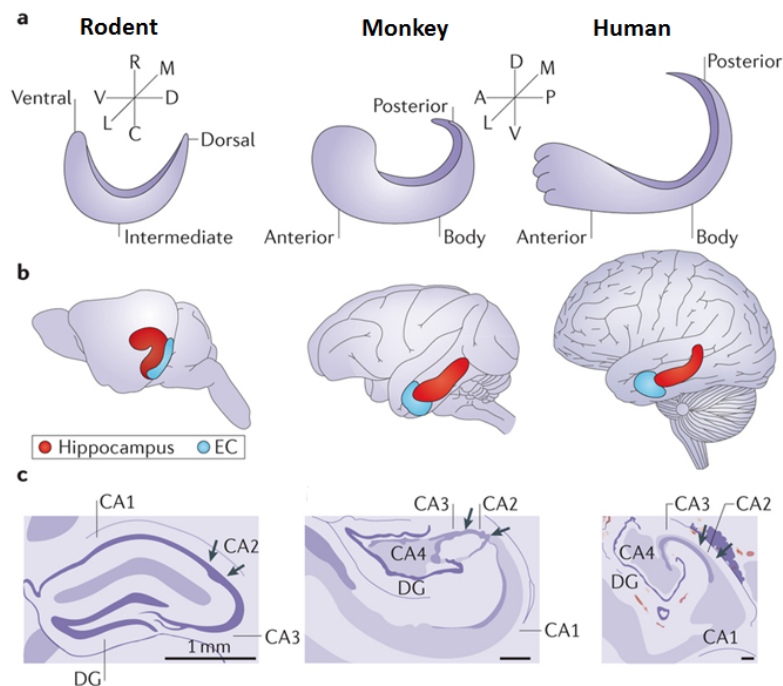 a
Rodent
Monkey
Human
R
M
V
D
L
C
Ventral
Dorsal
Intermediate
D
M
A
P
L
V
Posterior
Anterior
Body
Posterior
Anterior
Body
b
Hippocampus
EC
c
CA1
CA2
CA3
DG
1 mm
CA3
CA2
CA4
DG
CA1
CA3
CA2
CA4
DG
CA1